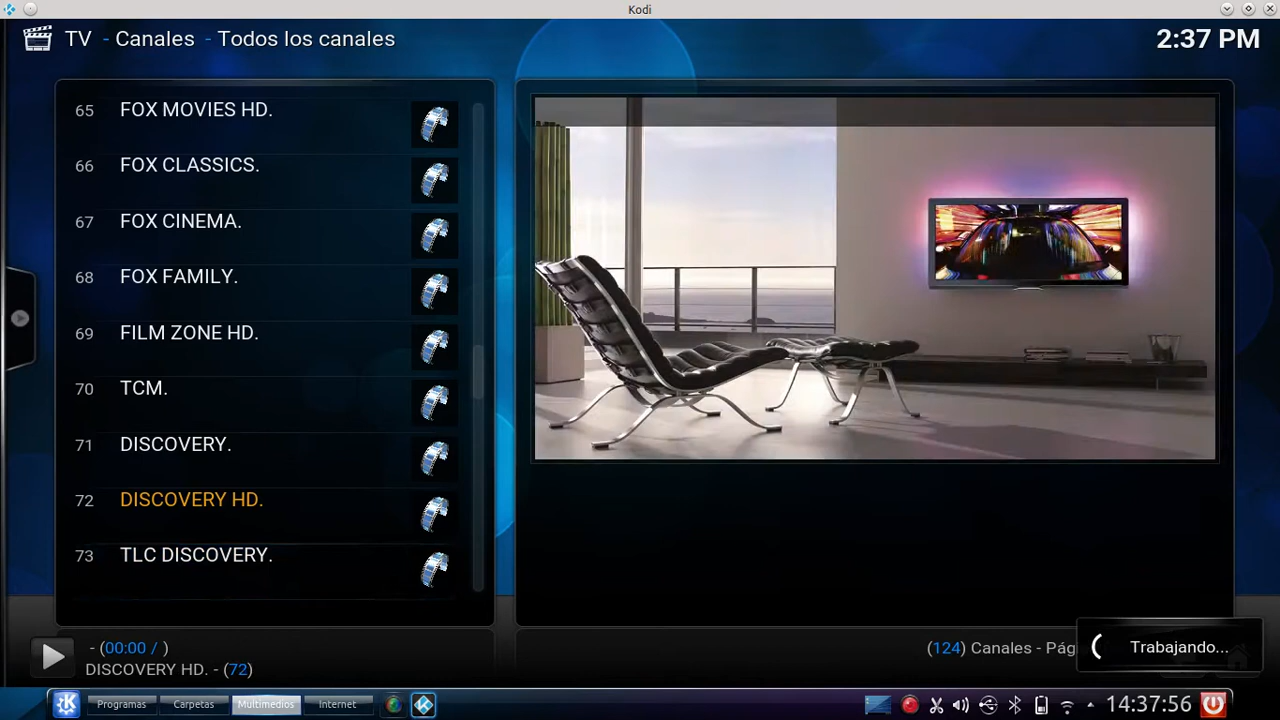 Kodi
TV - Canales - Todos los canales
2:37 PM
65 FOX MOVIES HD.
66 FOX CLASSICS.
67 FOX CINEMA.
68 FOX FAMILY.
69 FILM ZONE HD.
70 TCM.
71 DISCOVERY.
72 DISCOVERY HD.
73 TLC DISCOVERY.
- (00:00 / )
DISCOVERY HD. - (72)
(124) Canales - Pág
Trabajando...
Programas Carpetas Multimedios Internet
14:37:56